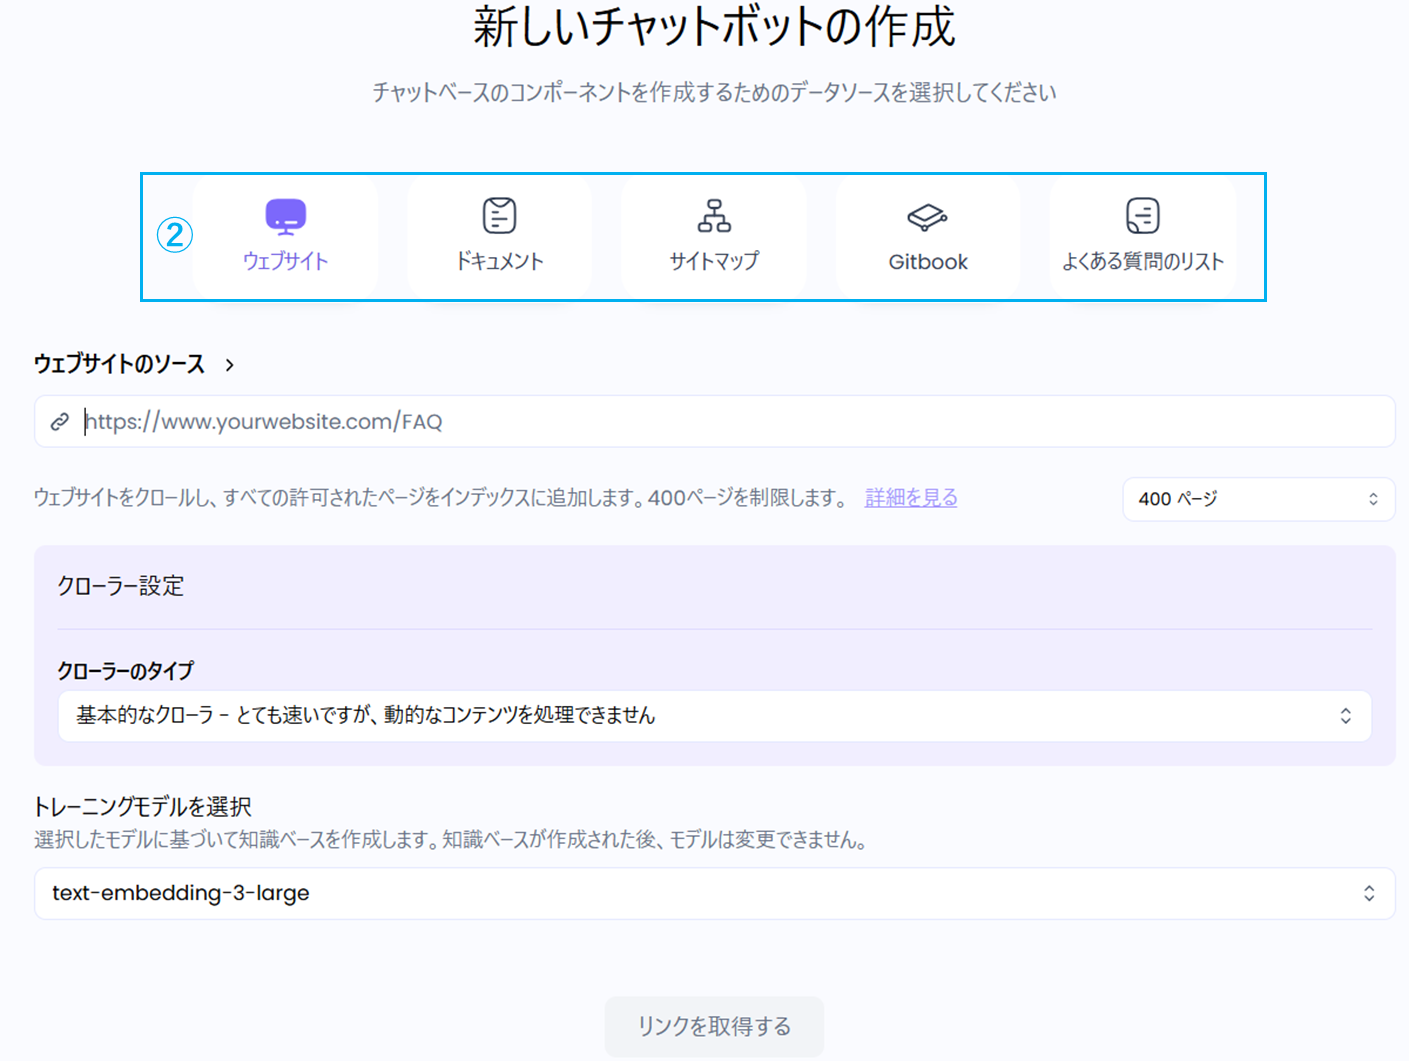 新しいチャットボットの作成
チャットベースのコンポーネントを作成するためのデータソースを選択してください
②
ウェブサイト
ドキュメント
サイトマップ
Gitbook
よくある質問のリスト
ウェブサイトのソース >
https://www.yourwebsite.com/FAQ
ウェブサイトをクロールし、すべての許可されたページをインデックスに追加します。400ページを制限します。 詳細を見る
400 ページ
クローラー設定
クローラーのタイプ
基本的なクローラ - とても速いですが、動的なコンテンツを処理できません
トレーニングモデルを選択
選択したモデルに基づいて知識ベースを作成します。知識ベースが作成された後、モデルは変更できません。
text-embedding-3-large
リンクを取得する